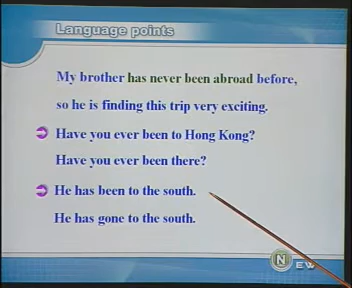 Language points
My brother has never been abroad before,
so he is finding this trip very exciting.
Have you ever been to Hong Kong?
Have you ever been there?
He has been to the south.
He has gone to the south.
N EW